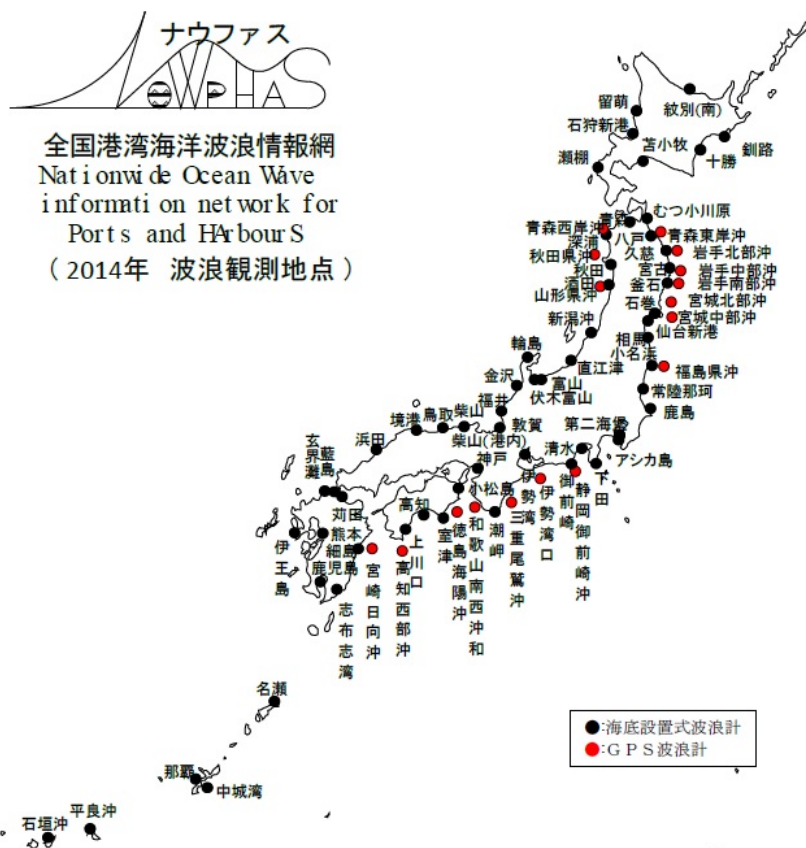 ナウファス
NOWPHAS
全国港湾海洋波浪情報網
Nationwide Ocean Wave
information network for
Ports and HArbourS
(2014年 波浪観測地点)
留萌
紋別(南)
石狩新港
瀬棚
苫小牧
十勝
釧路
むつ小川原
青森
青森西岸沖
青森東岸沖
深浦
八戸
久慈
岩手北部沖
秋田県沖
秋田
宮古
岩手中部沖
釜石
岩手南部沖
酒田
山形県沖
石巻
宮城北部沖
宮城中部沖
仙台新港
新潟沖
相馬
小名浜
福島県沖
輪島
直江津
金沢
富山
伏木富山
常陸那珂
鹿島
福井
鳥取
柴山
境港
浜田
柴山(港内)
敦賀
第二海堡
アシカ島
清水
神戸
玄界灘
藍島
苅田
小松島
高知
伊勢湾
伊勢湾口
御前崎
下田
静岡御前崎沖
三重尾鷲沖
潮岬
和歌山南西沖和
徳島海陽沖
室津
上川口
高知西部沖
宮崎日向沖
熊本
細島
鹿児島
伊王島
志布志湾
名瀬
那覇
中城湾
平良沖
石垣沖
●:海底設置式波浪計
●:GPS波浪計